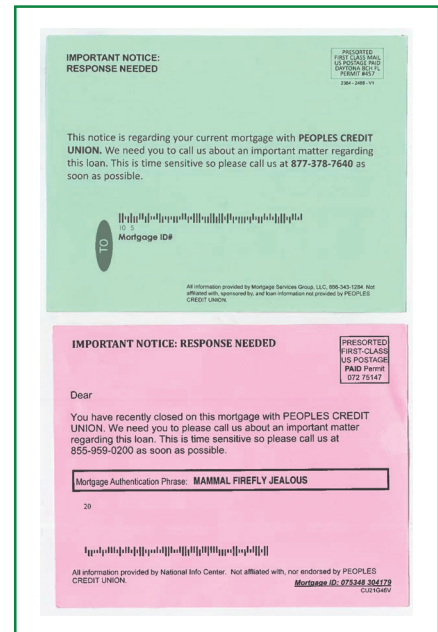 IMPORTANT NOTICE:
RESPONSE NEEDED
PRESORTED
FIRST CLASS MAIL
US POSTAGE PAID
DAYTONA BCH FL
PERMIT #457
2364 - 2468 - V1
This notice is regarding your current mortgage with PEOPLES CREDIT
UNION. We need you to call us about an important matter regarding
this loan. This is time sensitive so please call us at 877-378-7640 as
soon as possible.
10 5
TO
Mortgage ID#
All information provided by Mortgage Services Group, LLC, 866-343-1284. Not
affiliated with, sponsored by, and loan information not provided by PEOPLES
CREDIT UNION.
IMPORTANT NOTICE: RESPONSE NEEDED
PRESORTED
FIRST-CLASS
US POSTAGE
PAID Permit
072 75147
Dear
You have recently closed on this mortgage with PEOPLES CREDIT
UNION. We need you to please call us about an important matter
regarding this loan. This is time sensitive so please call us at
855-959-0200 as soon as possible.
Mortgage Authentication Phrase: MAMMAL FIREFLY JEALOUS
20
All information provided by National Info Center. Not affliated with, nor endorsed by PEOPLES
CREDIT UNION.
Mortgage ID: 075348 304179
CU21G46V